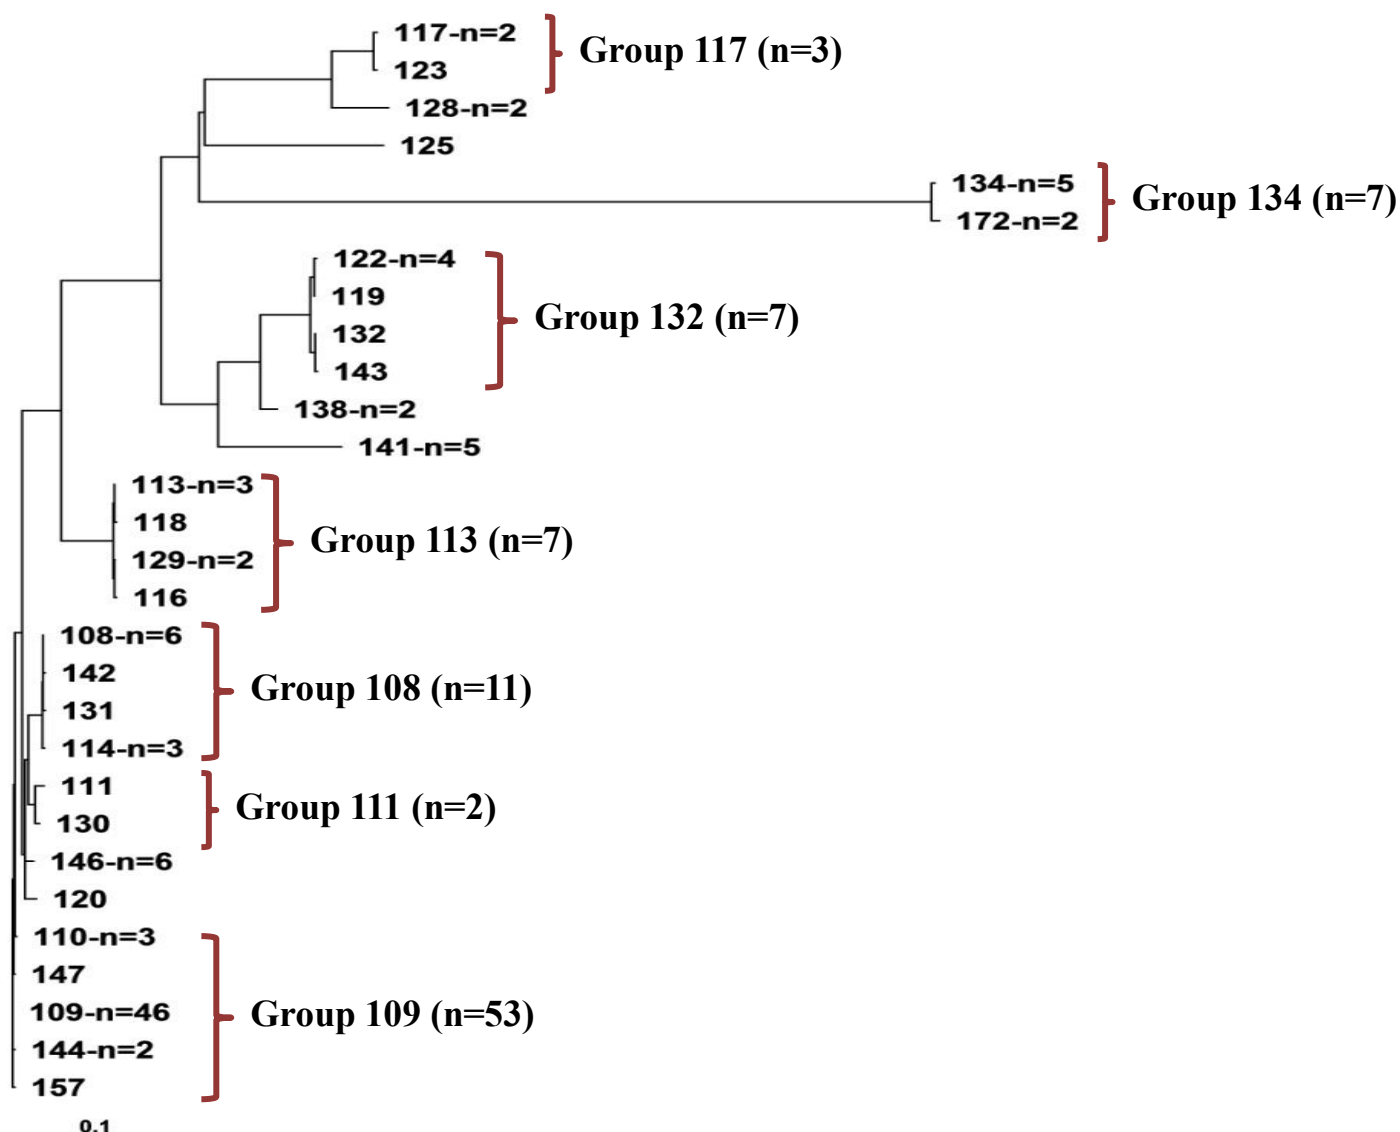 117-n=2
123
Group 117 (n=3)
128-n=2
125
134-n=5
172-n=2
Group 134 (n=7)
122-n=4
119
132
143
Group 132 (n=7)
138-n=2
141-n=5
113-n=3
118
129-n=2
116
Group 113 (n=7)
108-n=6
142
131
114-n=3
Group 108 (n=11)
111
130
Group 111 (n=2)
146-n=6
120
110-n=3
147
109-n=46
144-n=2
157
Group 109 (n=53)
0.1